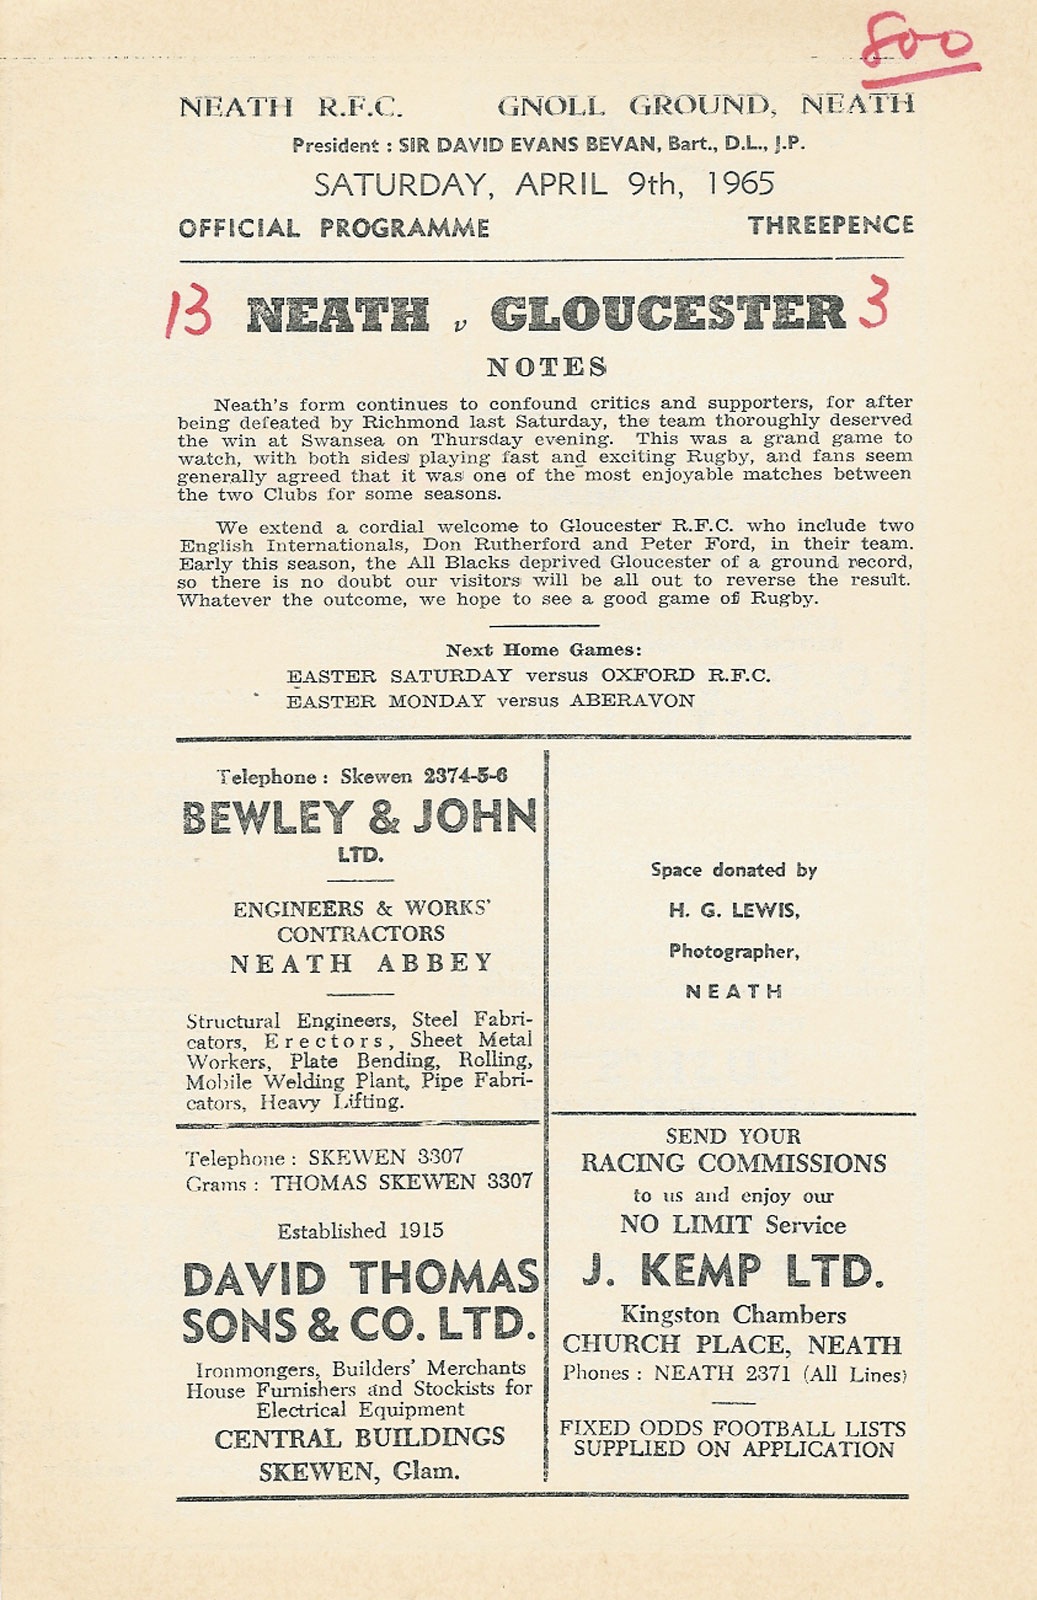 800
NEATH R.F.C. GNOLL GROUND, NEATH
President : SIR DAVID EVANS BEVAN, Bart., D.L., J.P.
SATURDAY, APRIL 9th, 1965
OFFICIAL PROGRAMME THREEPENCE
13 NEATH v GLOUCESTER 3
NOTES
Neath's form continues to confound critics and supporters, for after
being defeated by Richmond last Saturday, the team thoroughly deserved
the win at Swansea on Thursday evening. This was a grand game to
watch, with both sides playing fast and exciting Rugby, and fans seem
generally agreed that it was one of the most enjoyable matches between
the two Clubs for some seasons.
We extend a cordial welcome to Gloucester R.F.C. who include two
English Internationals, Don Rutherford and Peter Ford, in their team.
Early this season, the All Blacks deprived Gloucester of a ground record,
so there is no doubt our visitors will be all out to reverse the result.
Whatever the outcome, we hope to see a good game of Rugby.
Next Home Games:
EASTER SATURDAY versus OXFORD R.F.C.
EASTER MONDAY versus ABERAVON
Telephone : Skewen 2374-5-6
BEWLEY & JOHN
LTD.
ENGINEERS & WORKS'
CONTRACTORS
NEATH ABBEY
Structural Engineers, Steel Fabri-
cators, Erectors, Sheet Metal
Workers, Plate Bending, Rolling,
Mobile Welding Plant, Pipe Fabri-
cators, Heavy Lifting.
Telephone : SKEWEN 3307
Grams : THOMAS SKEWEN 3307
Established 1915
DAVID THOMAS
SONS & CO. LTD.
Ironmongers, Builders' Merchants
House Furnishers and Stockists for
Electrical Equipment
CENTRAL BUILDINGS
SKEWEN, Glam.
Space donated by
H. G. LEWIS,
Photographer,
NEATH
SEND YOUR
RACING COMMISSIONS
to us and enjoy our
NO LIMIT Service
J. KEMP LTD.
Kingston Chambers
CHURCH PLACE, NEATH
Phones : NEATH 2371 (All Lines)
FIXED ODDS FOOTBALL LISTS
SUPPLIED ON APPLICATION